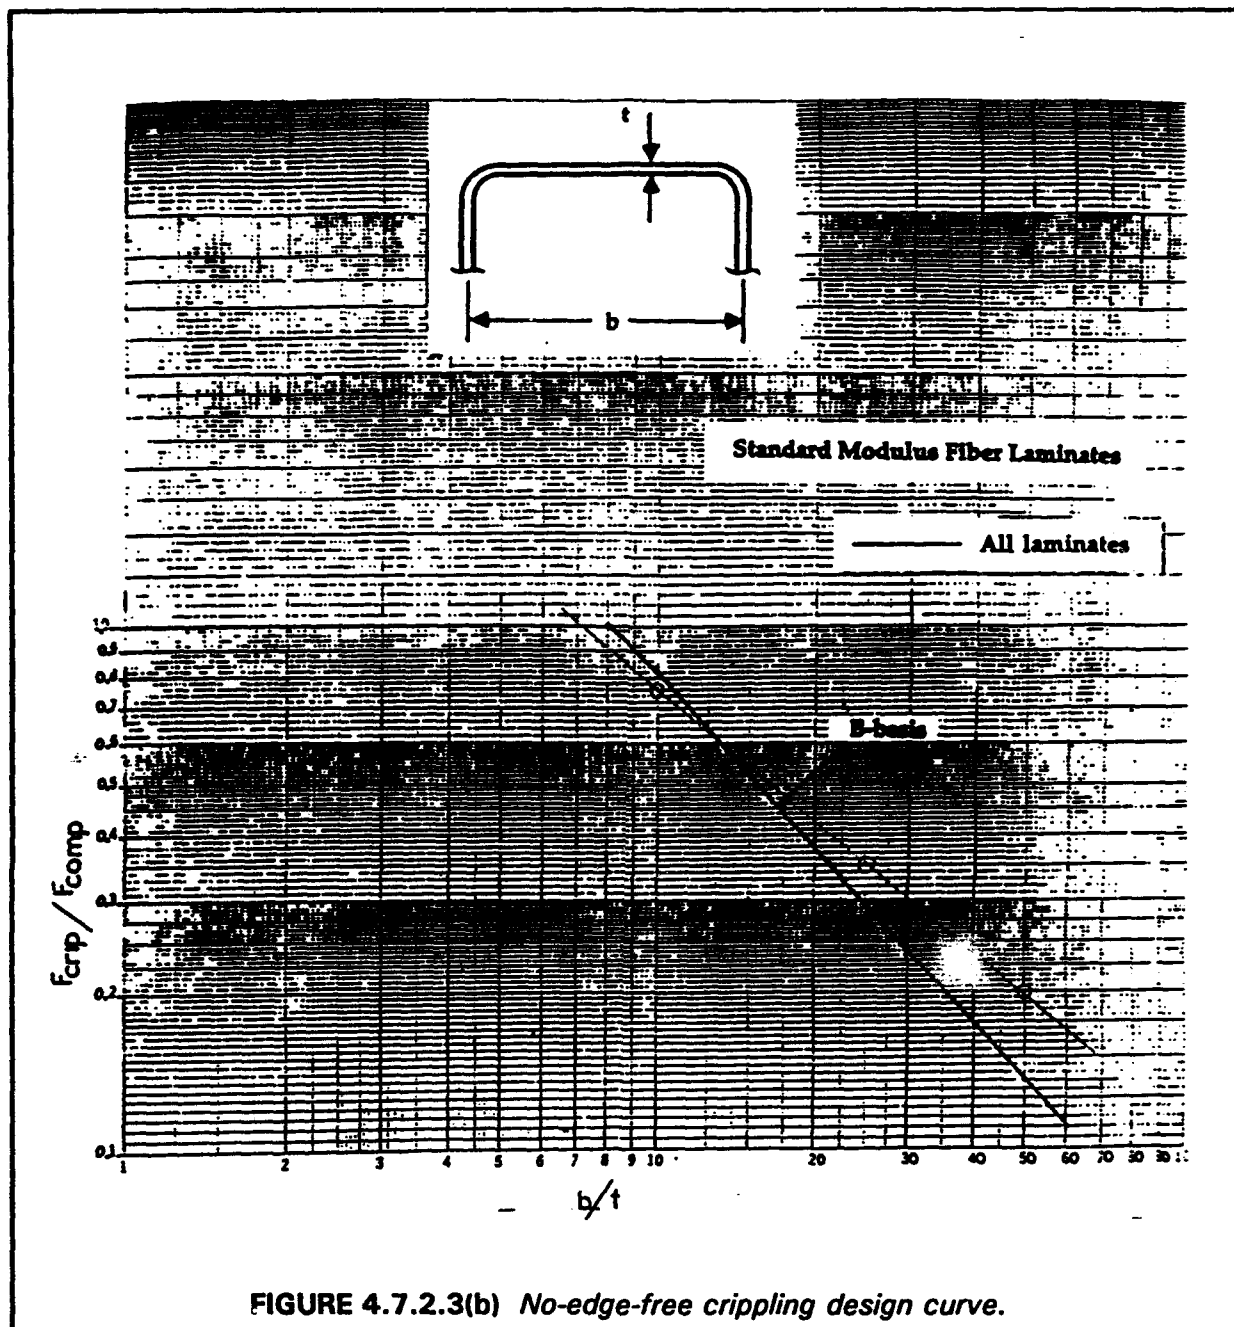 t
b
Standard Modulus Fiber Laminates
All laminates
B-basis
1.0
0.9
0.8
0.7
0.6
0.5
0.4
0.3
0.2
0.1
Fcrip/Fcomp
1 2 3 4 5 6 7 8 9 10 20 30 40 50 60 70 80 90
b/t
FIGURE 4.7.2.3(b) No-edge-free crippling design curve.